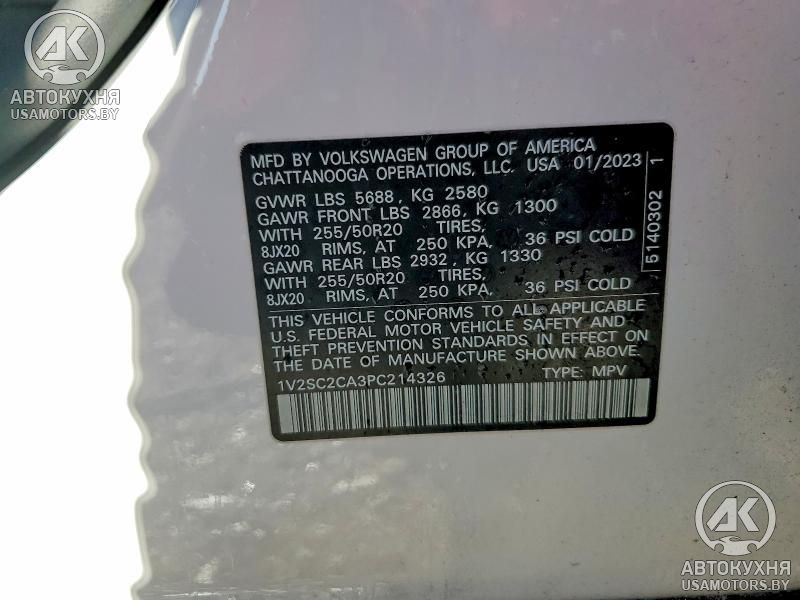 AK
АВТОКУХНЯ
USAMOTORS.BY
MFD BY VOLKSWAGEN GROUP OF AMERICA
CHATTANOOGA OPERATIONS, LLC. USA 01/2023
GVWR LBS 5688, KG 2580
GAWR FRONT LBS 2866, KG 1300
WITH 255/50R20 TIRES,
8JX20 RIMS, AT 250 KPA, 36 PSI COLD
GAWR REAR LBS 2932, KG 1330
WITH 255/50R20 TIRES,
8JX20 RIMS, AT 250 KPA, 36 PSI COLD
THIS VEHICLE CONFORMS TO ALL APPLICABLE
U.S. FEDERAL MOTOR VEHICLE SAFETY AND
THEFT PREVENTION STANDARDS IN EFFECT ON
THE DATE OF MANUFACTURE SHOWN ABOVE.
1V2SC2CA3PC214326 TYPE: MPV
5140302 1
AK
АВТОКУХНЯ
USAMOTORS.BY